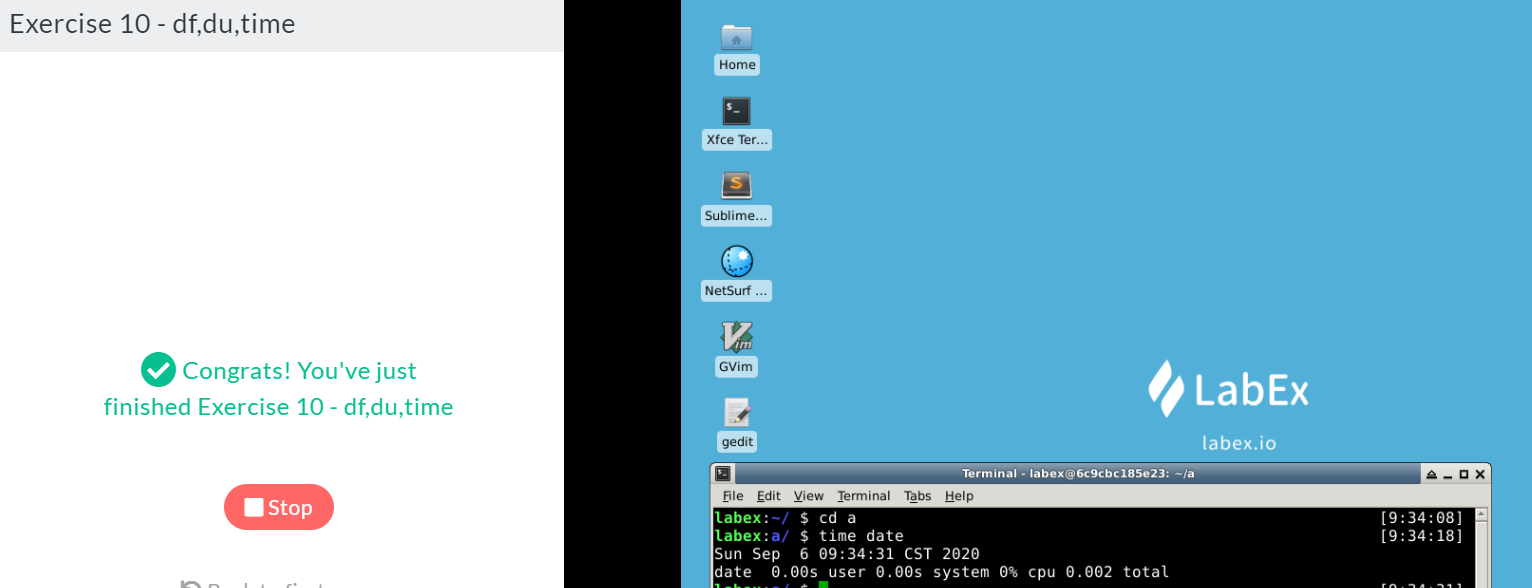 Exercise 10 - df,du,time
Congrats! You've just
finished Exercise 10 - df,du,time
Stop
Home
Xfce Ter...
Sublime...
NetSurf ...
GVim
gedit
LabEx
labex.io
Terminal - labex@6c9cbc185e23: ~/a
File Edit View Terminal Tabs Help
labex:~/ $ cd a [9:34:08]
labex:a/ $ time date [9:34:18]
Sun Sep  6 09:34:31 CST 2020
date  0.00s user 0.00s system 0% cpu 0.002 total